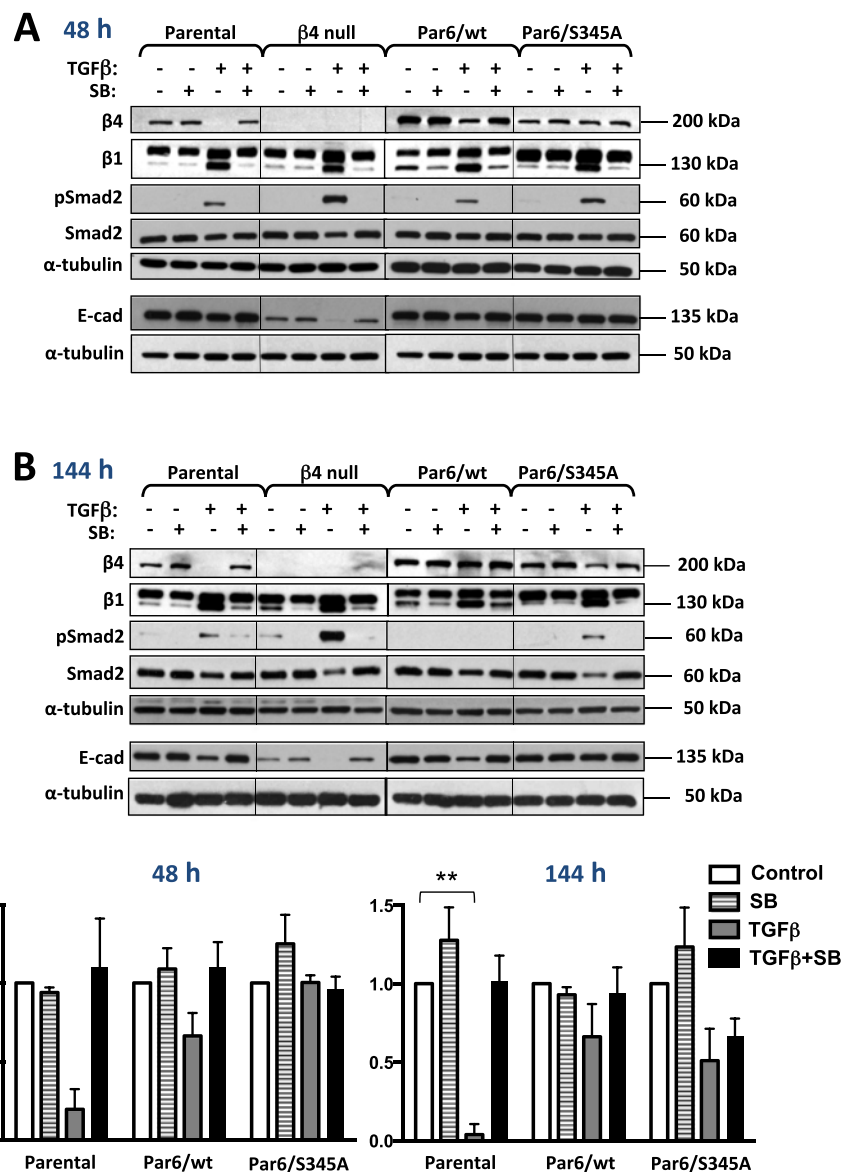 A 48 h
Parental β4 null Par6/wt Par6/S345A
TGFβ: - - + + - - + + - - + + - - + +
SB: - + - + - + - + - + - + - + - +
β4 200 kDa
β1 130 kDa
pSmad2 60 kDa
Smad2 60 kDa
α-tubulin 50 kDa
E-cad 135 kDa
α-tubulin 50 kDa
B 144 h
Parental β4 null Par6/wt Par6/S345A
TGFβ: - - + + - - + + - - + + - - + +
SB: - + - + - + - + - + - + - + - +
β4 200 kDa
β1 130 kDa
pSmad2 60 kDa
Smad2 60 kDa
α-tubulin 50 kDa
E-cad 135 kDa
α-tubulin 50 kDa
48 h 144 h
** 
Control
SB
TGFβ
TGFβ+SB
1.5
1.0
0.5
0.0
Parental Par6/wt Par6/S345A Parental Par6/wt Par6/S345A